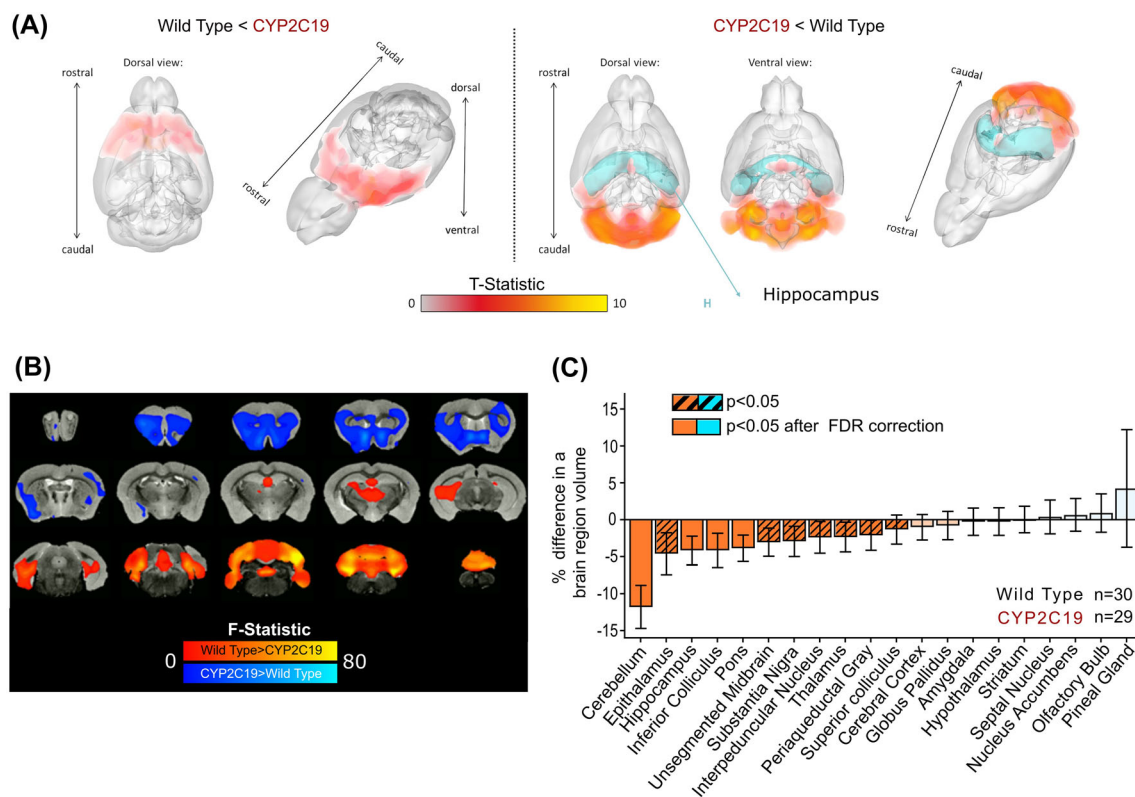 (A)
Wild Type < CYP2C19
CYP2C19 < Wild Type
rostral
Dorsal view:
caudal
caudal
rostral
dorsal
ventral
rostral
Dorsal view:
Ventral view:
caudal
caudal
rostral
T-Statistic
0
10
H
Hippocampus
(B)
F-Statistic
0
Wild Type>CYP2C19
CYP2C19>Wild Type
80
(C)
p<0.05
p<0.05 after FDR correction
% difference in a
brain region volume
15
10
5
0
-5
-10
-15
Wild Type n=30
CYP2C19 n=29
Cerebellum
Epithalamus
Hippocampus
Inferior Colliculus
Pons
Unsegmented Midbrain
Substantia Nigra
Interpeduncular Nucleus
Thalamus
Periaqueductal Gray
Superior colliculus
Cerebral Cortex
Globus Pallidus
Amygdala
Hypothalamus
Striatum
Septal Nucleus
Nucleus Accumbens
Olfactory Bulb
Pineal Gland